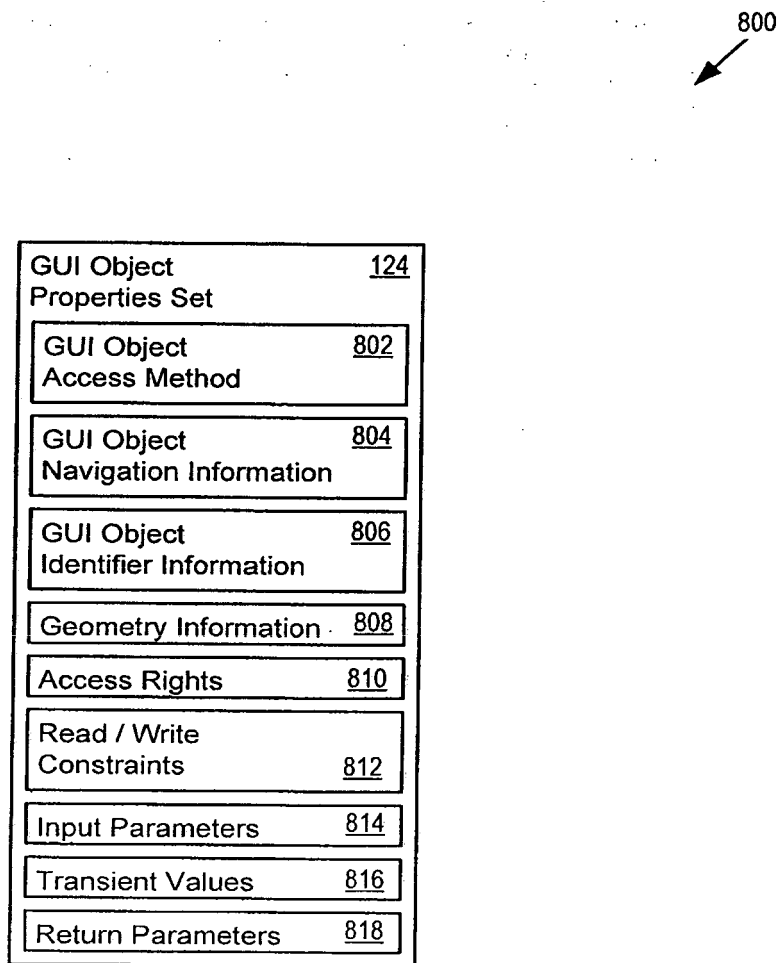 800
GUI Object 124
Properties Set
GUI Object 802
Access Method
GUI Object 804
Navigation Information
GUI Object 806
Identifier Information
Geometry Information 808
Access Rights 810
Read / Write
Constraints 812
Input Parameters 814
Transient Values 816
Return Parameters 818